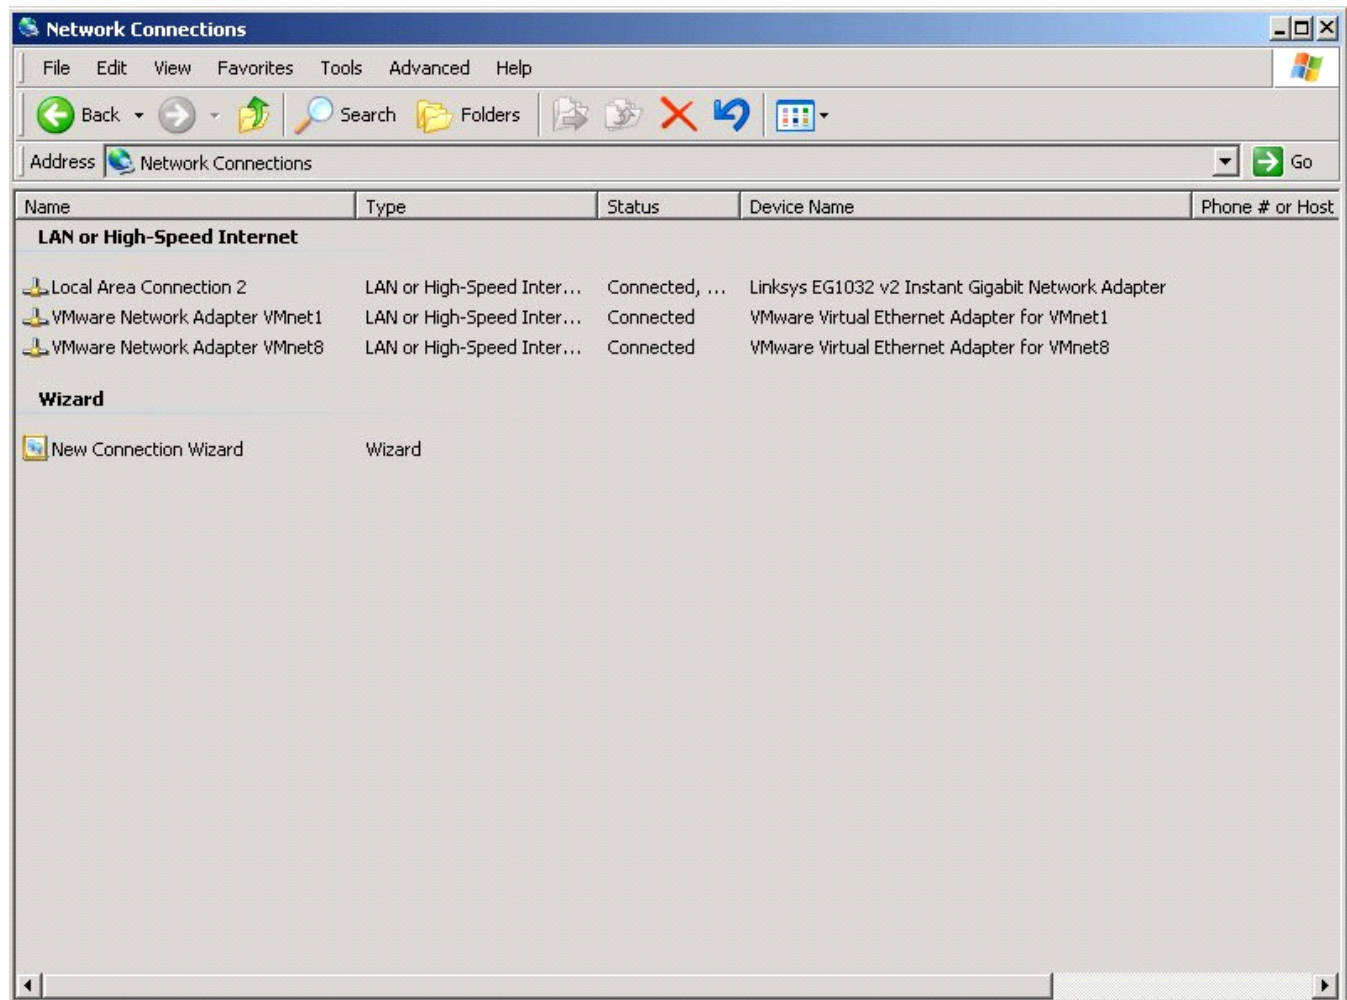 Network Connections
File Edit View Favorites Tools Advanced Help
Back Search Folders
Address Network Connections Go
Name Type Status Device Name Phone # or Host
LAN or High-Speed Internet
Local Area Connection 2 LAN or High-Speed Inter... Connected, ... Linksys EG1032 v2 Instant Gigabit Network Adapter
VMware Network Adapter VMnet1 LAN or High-Speed Inter... Connected VMware Virtual Ethernet Adapter for VMnet1
VMware Network Adapter VMnet8 LAN or High-Speed Inter... Connected VMware Virtual Ethernet Adapter for VMnet8
Wizard
New Connection Wizard Wizard